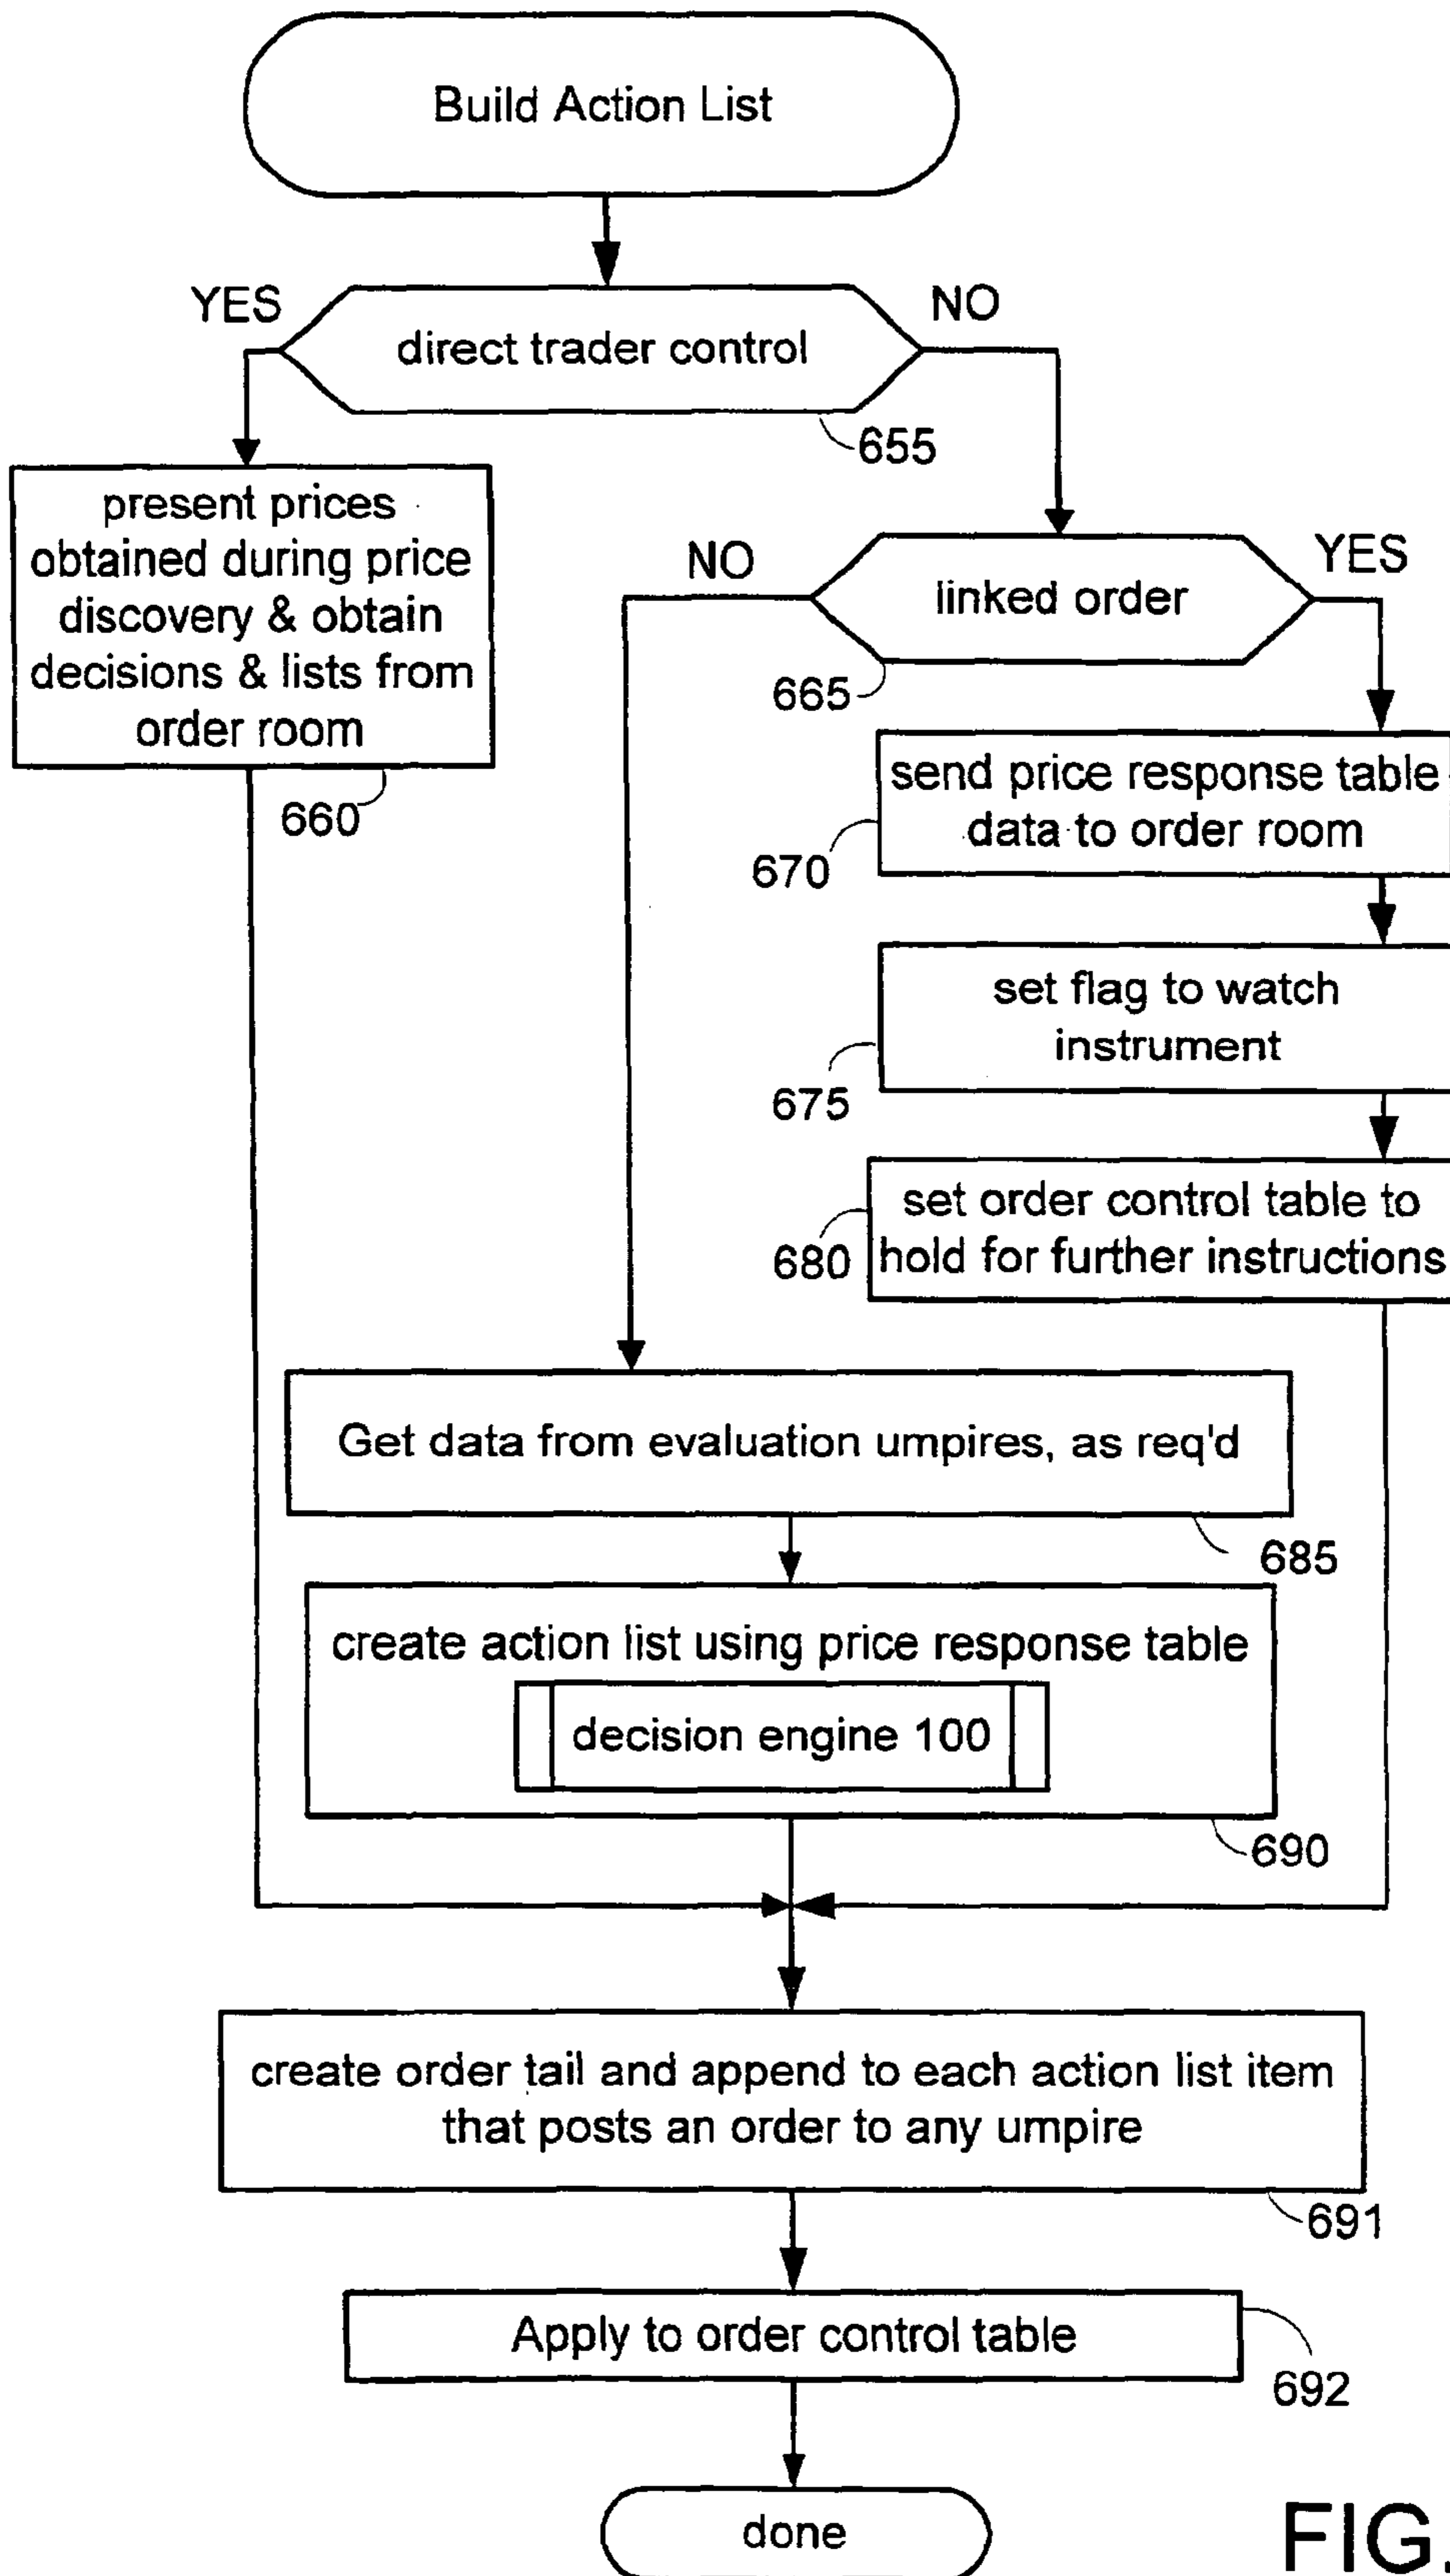 Build Action List
YES
NO
direct trader control
655
present prices
obtained during price
discovery & obtain
decisions & lists from
order room
660
NO
YES
linked order
665
send price response table
data to order room
670
set flag to watch
instrument
675
set order control table to
hold for further instructions
680
Get data from evaluation umpires, as req'd
685
create action list using price response table
decision engine 100
690
create order tail and append to each action list item
that posts an order to any umpire
691
Apply to order control table
692
done
FIG.